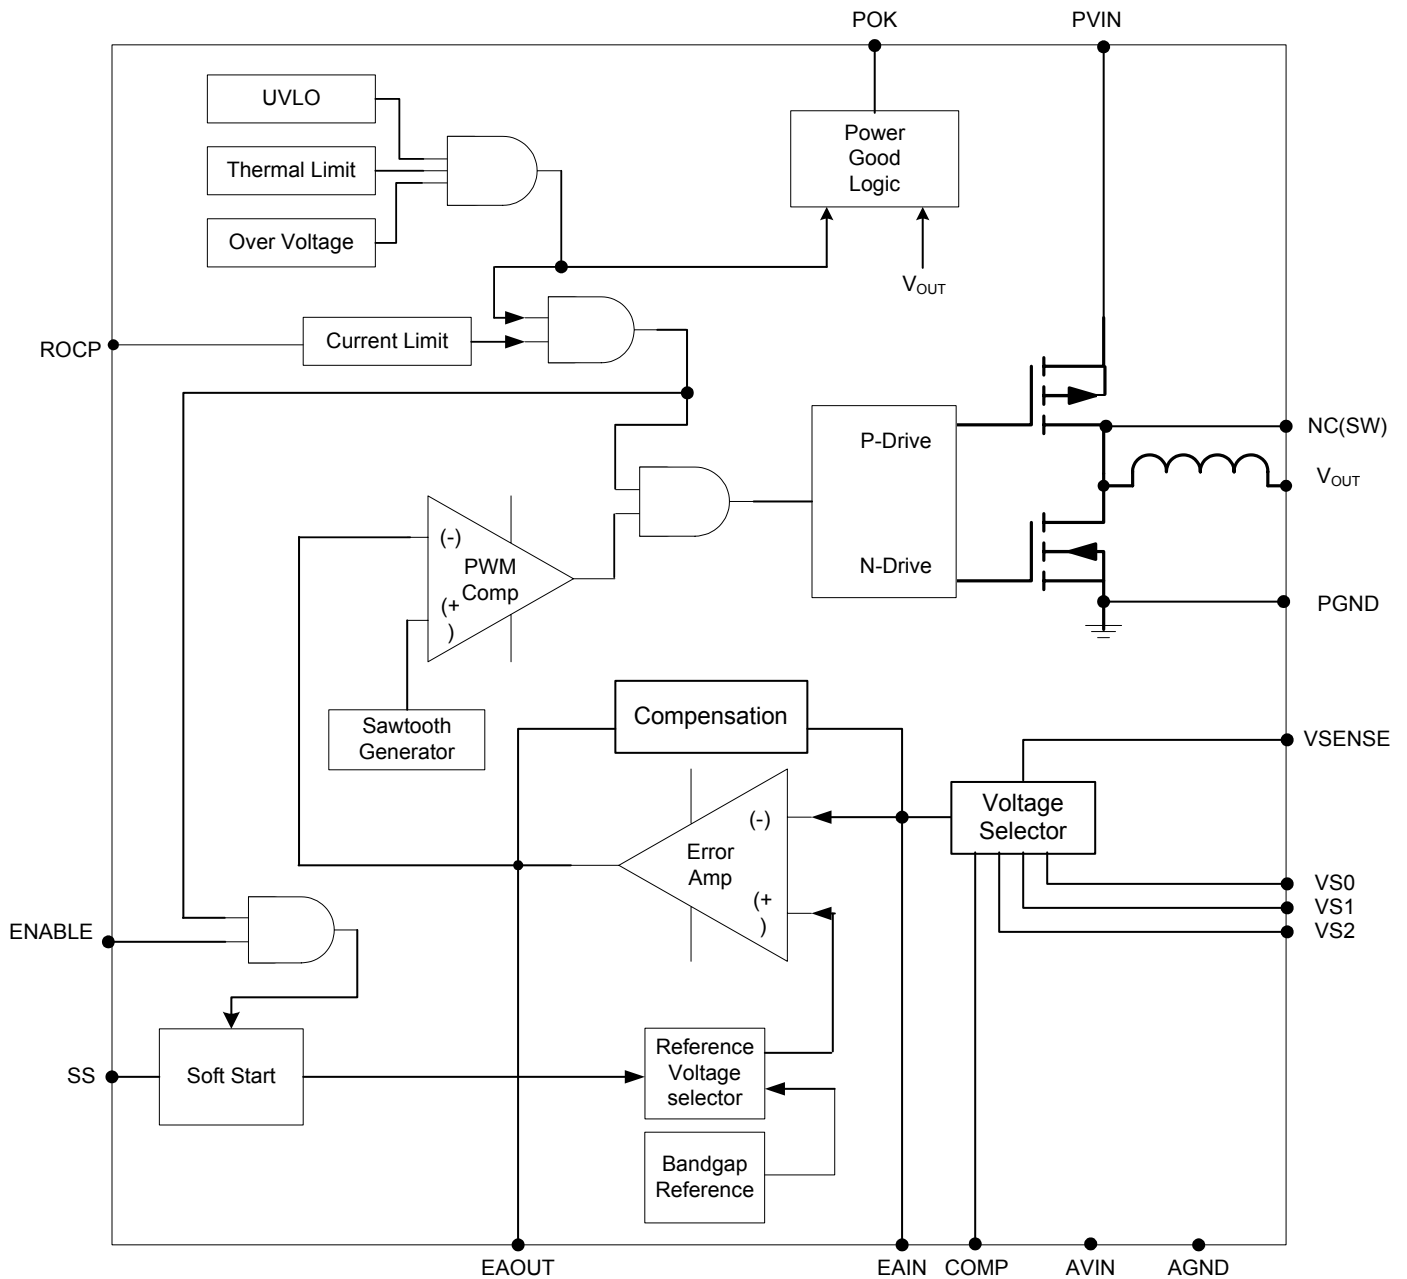 POK
PVIN
UVLO
Thermal Limit
Over Voltage
Power
Good
Logic
VOUT
ROCP
Current Limit
P-Drive
N-Drive
NC(SW)
VOUT
PGND
(-)
PWM
Comp
(+
)
Sawtooth
Generator
Compensation
VSENSE
Voltage
Selector
(-)
Error
Amp
(+
)
VS0
VS1
VS2
ENABLE
SS
Soft Start
Reference
Voltage
selector
Bandgap
Reference
EAOUT
EAIN
COMP
AVIN
AGND